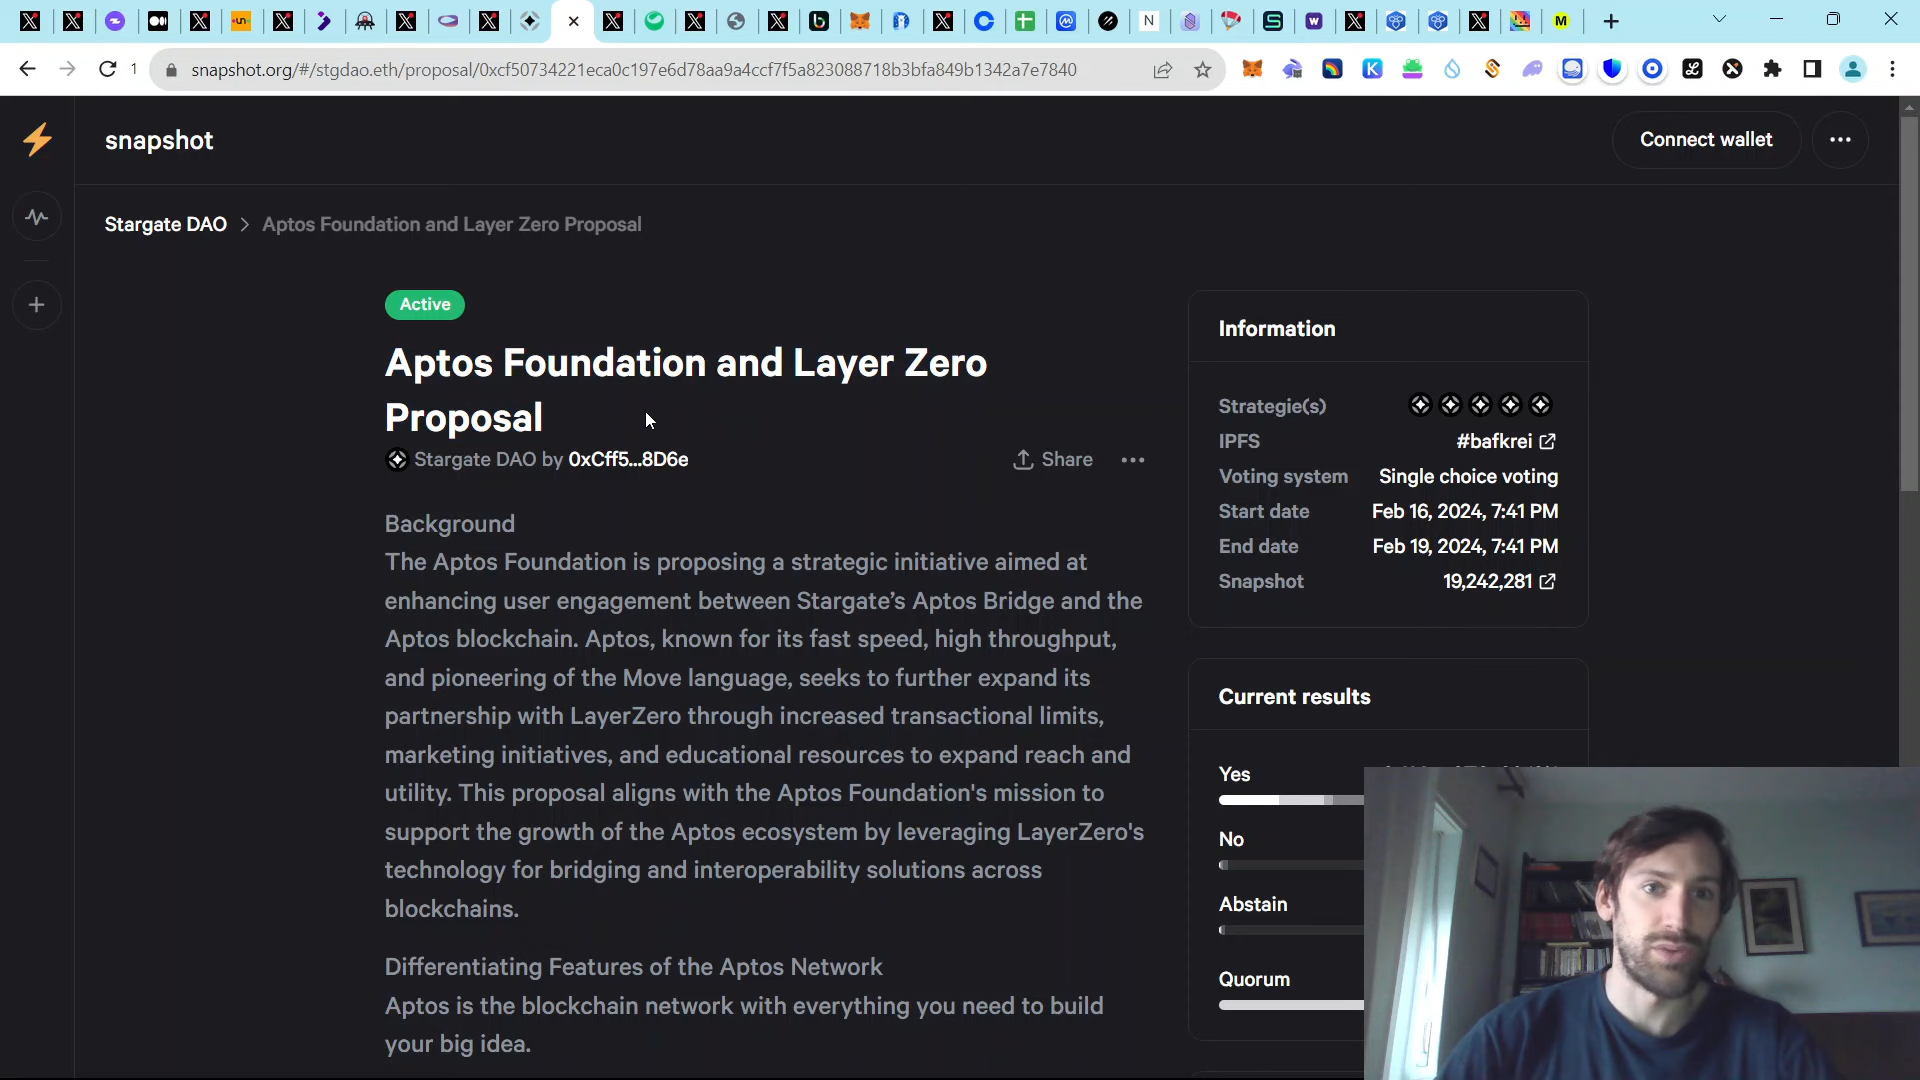 snapshot.org/#/stgdao.eth/proposal/0xcf50734221eca0c197e6d78aa9a4ccf7f5a823088718b3bfa849b1342a7e7840
snapshot
Connect wallet
Stargate DAO > Aptos Foundation and Layer Zero Proposal
Active
Aptos Foundation and Layer Zero
Proposal
Stargate DAO by 0xCff5...8D6e
Share
Background
The Aptos Foundation is proposing a strategic initiative aimed at
enhancing user engagement between Stargate's Aptos Bridge and the
Aptos blockchain. Aptos, known for its fast speed, high throughput,
and pioneering of the Move language, seeks to further expand its
partnership with LayerZero through increased transactional limits,
marketing initiatives, and educational resources to expand reach and
utility. This proposal aligns with the Aptos Foundation's mission to
support the growth of the Aptos ecosystem by leveraging LayerZero's
technology for bridging and interoperability solutions across
blockchains.
Differentiating Features of the Aptos Network
Aptos is the blockchain network with everything you need to build
your big idea.
Information
Strategie(s)
IPFS #bafkrei
Voting system Single choice voting
Start date Feb 16, 2024, 7:41 PM
End date Feb 19, 2024, 7:41 PM
Snapshot 19,242,281
Current results
Yes
No
Abstain
Quorum